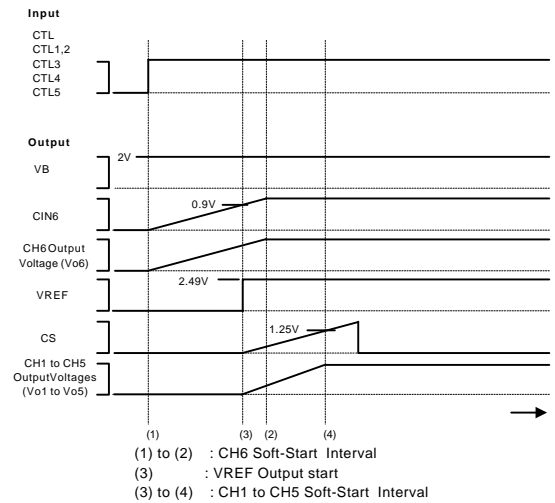 Input
CTL
CTL1,2
CTL3
CTL4
CTL5
Output
VB
2V
CIN6
0.9V
CH6 Output
Voltage (Vo6)
VREF
2.49V
CS
1.25V
CH1 to CH5
OutputVoltages
(Vo1 to Vo5)
(1) (3) (2) (4)
(1) to (2) : CH6 Soft-Start Interval
(3) : VREF Output start
(3) to (4) : CH1 to CH5 Soft-Start Interval